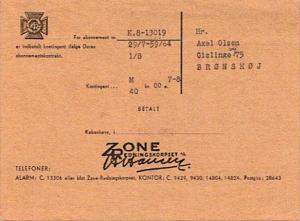 For abonnement nr.
K.8-13019
er indbetalt kontingent ifølge Deres
29/7-59/64
abonnementskontrakt.
1/8
Hr.
Axel Olsen
75
BRØNSHØJ
M 7-8
Kontingent
Kr. 00 ø.
40
BETALT
København,
ZONE
REDNINGSKORPSET A/S
TELEFONER:
ALARM: C. 13306 eller blot Zone-Redningskorpset, KONTOR: C. 9429, 9430, 14804, 14824. Postgiro: 28643